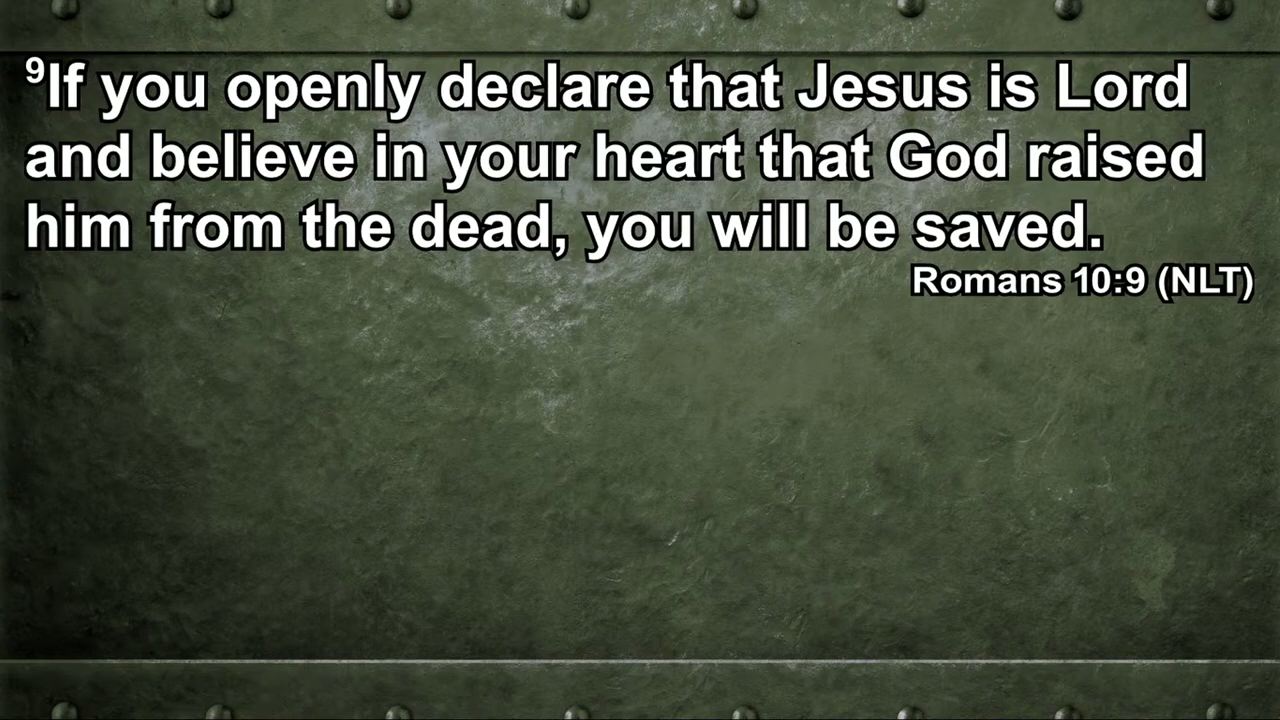 ⁹If you openly declare that Jesus is Lord
and believe in your heart that God raised
him from the dead, you will be saved.
Romans 10:9 (NLT)